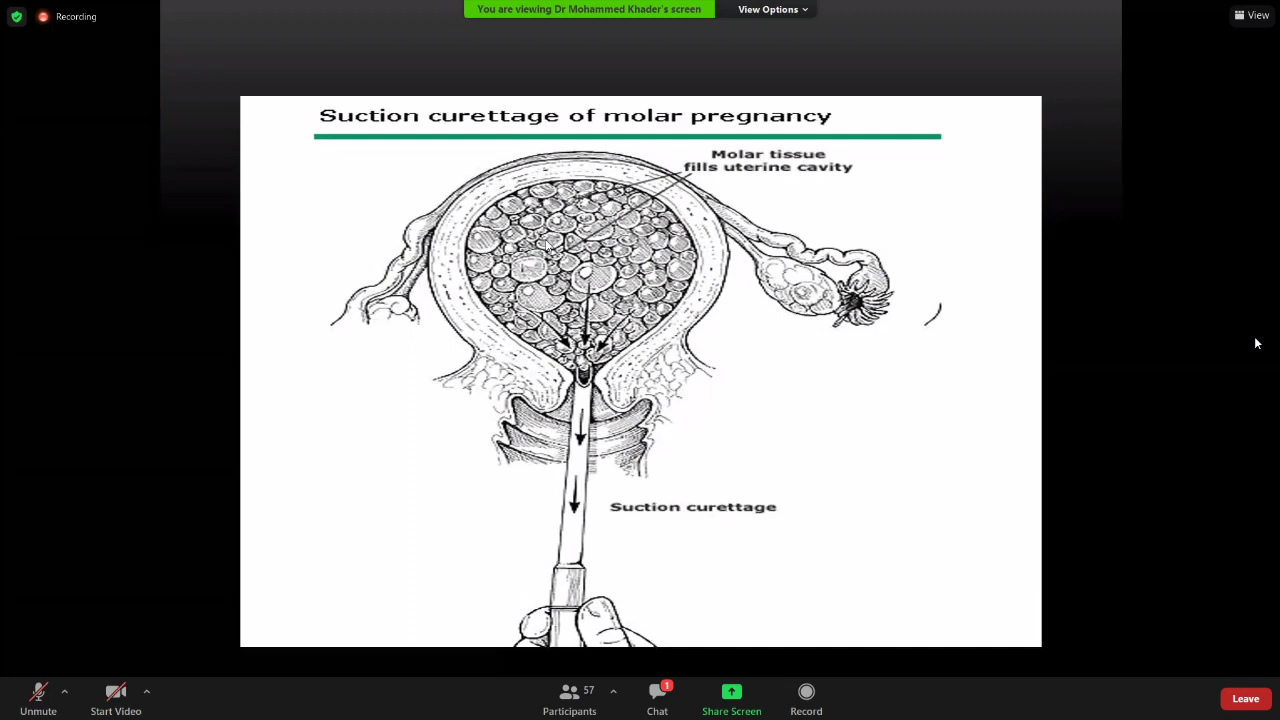 Recording
You are viewing Dr Mohammed Khader's screen
View Options
View
Suction curettage of molar pregnancy
Molar tissue
fills uterine cavity
Suction curettage
Unmute
Start Video
57
Participants
1
Chat
Share Screen
Record
Leave